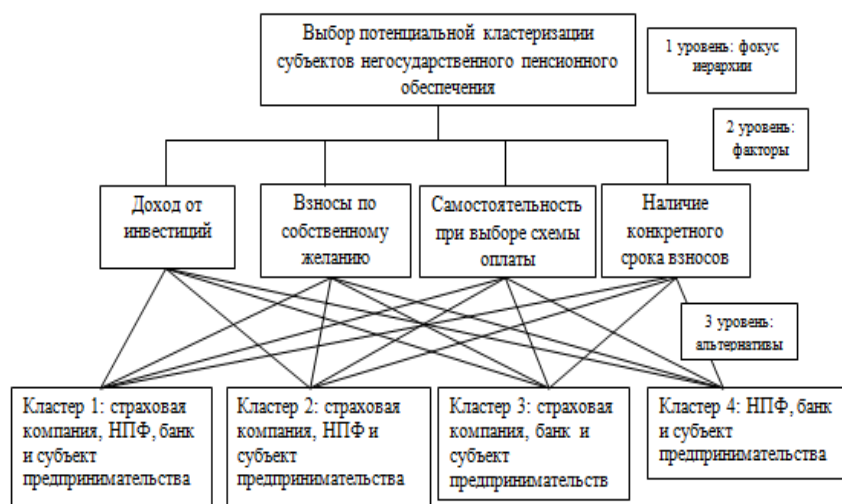 Выбор потенциальной кластеризации
субъектов негосударственного пенсионного
обеспечения
1 уровень: фокус
иерархии
2 уровень:
факторы
Доход от
инвестиций
Взносы по
собственному
желанию
Самостоятельность
при выборе схемы
оплаты
Наличие
конкретного
срока взносов
3 уровень:
альтернативы
Кластер 1: страховая
компания, НПФ, банк
и субъект
предпринимательства
Кластер 2: страховая
компания, НПФ и
субъект
предпринимательства
Кластер 3: страховая
компания, банк и
субъект
предпринимательств
Кластер 4: НПФ, банк
и субъект
предпринимательства